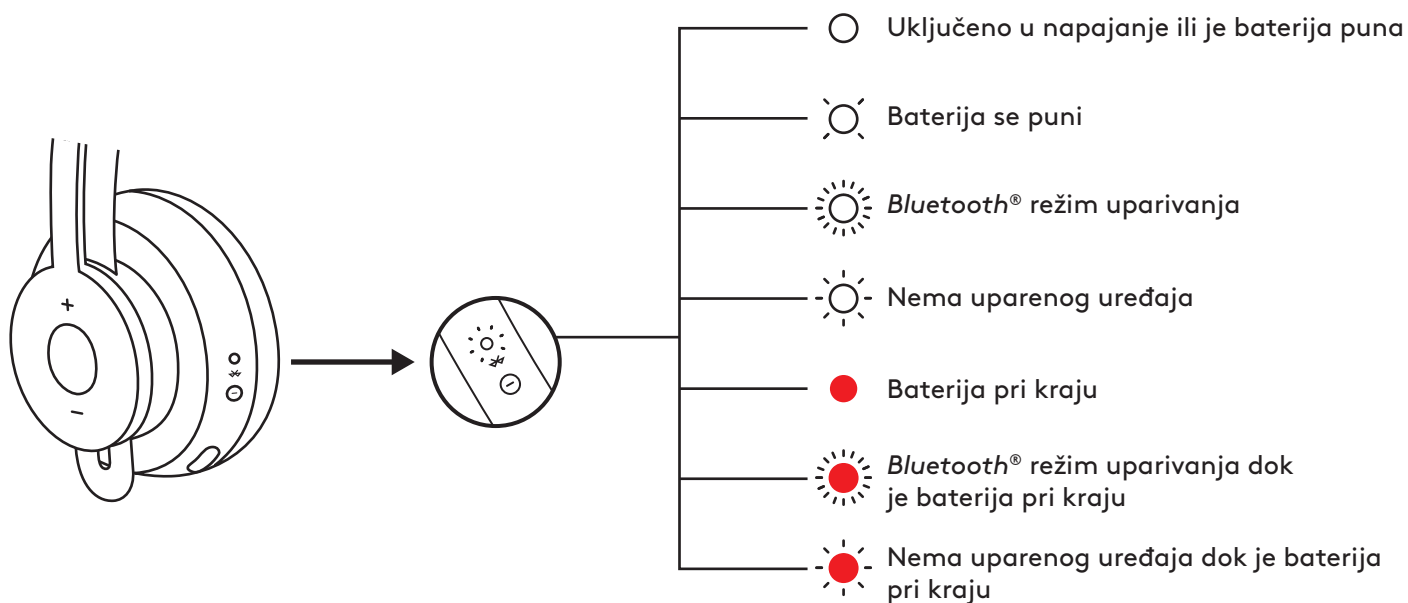 Uključeno u napajanje ili je baterija puna
Baterija se puni
Bluetooth® režim uparivanja
Nema uparenog uređaja
Baterija pri kraju
Bluetooth® režim uparivanja dok
je baterija pri kraju
Nema uparenog uređaja dok je baterija
pri kraju